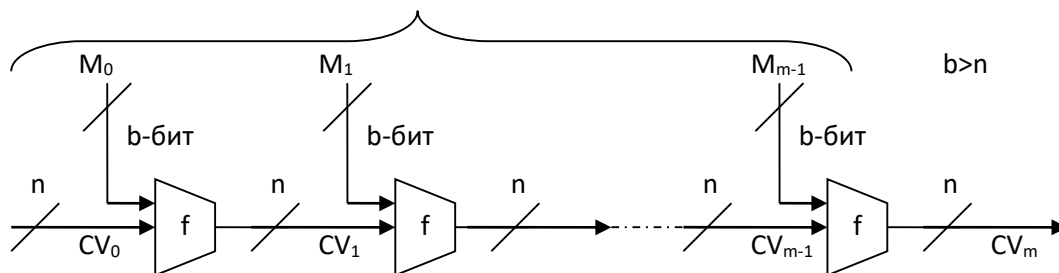 M₀ M₁ Mₘ₋₁ b>n
b-бит b-бит b-бит
n n n n n
f f f
CV₀ CV₁ CVₘ₋₁ CVₘ